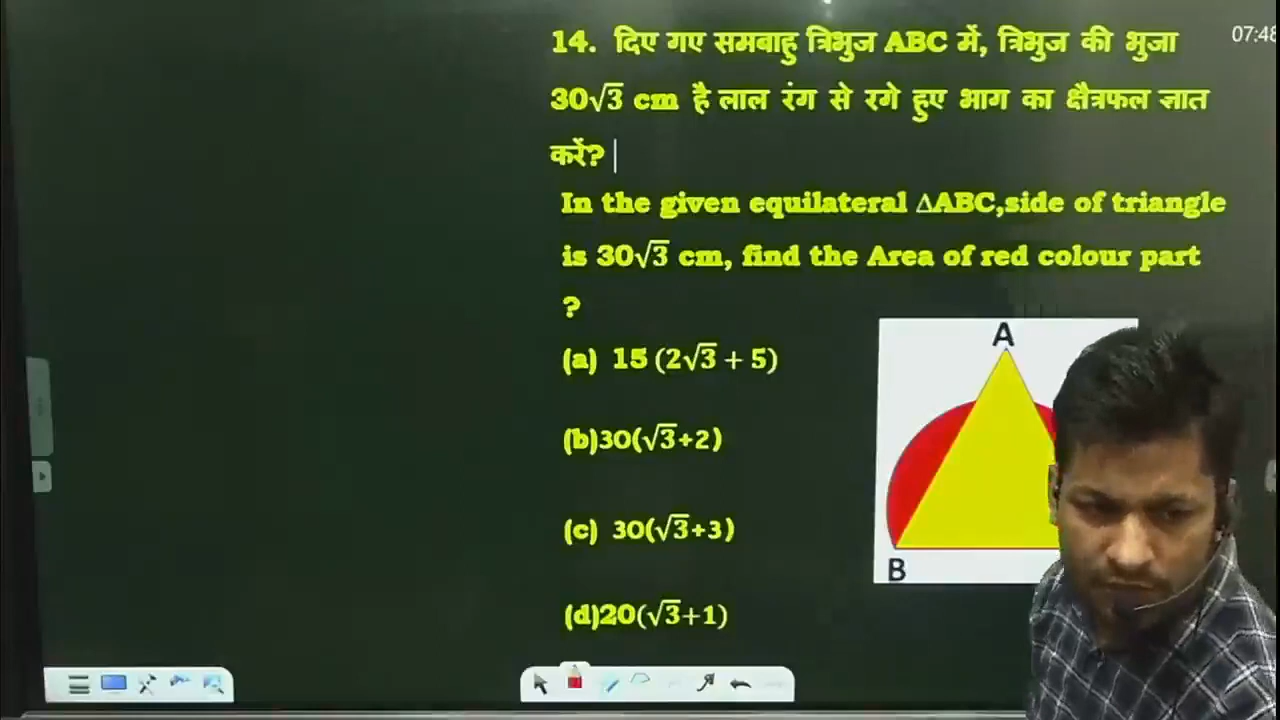 14. दिए गए समबाहु त्रिभुज ABC में, त्रिभुज की भुजा
07:48
30√3 cm है लाल रंग से रगे हुए भाग का क्षैत्रफल ज्ञात
करें?
In the given equilateral ΔABC,side of triangle
is 30√3 cm, find the Area of red colour part
?
(a) 15 (2√3 + 5)
(b)30(√3+2)
(c) 30(√3+3)
(d)20(√3+1)
A
B